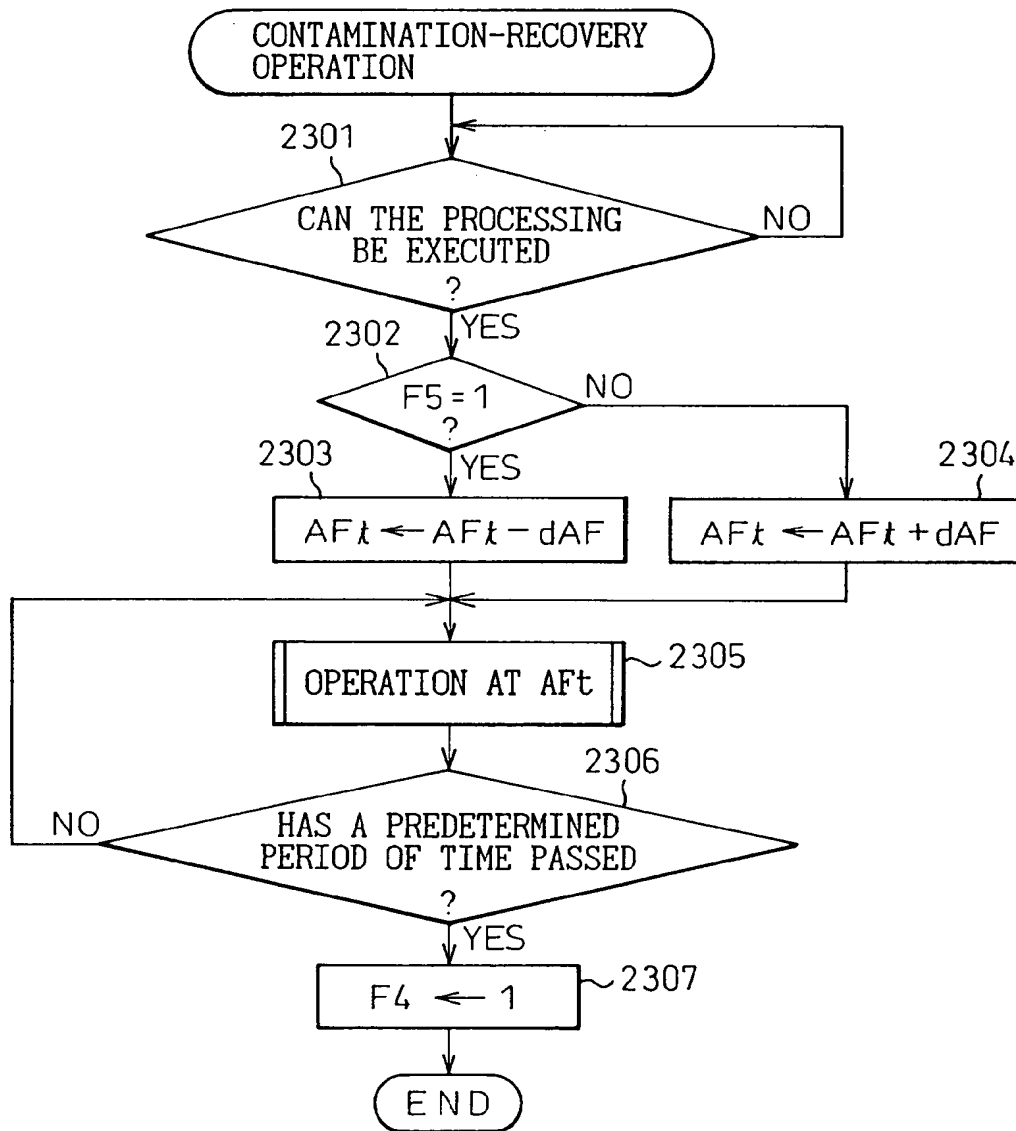 CONTAMINATION-RECOVERY
OPERATION
2301
CAN THE PROCESSING
BE EXECUTED
?
NO
YES
2302
F5=1
?
NO
YES
2303
AFt ← AFt - dAF
2304
AFt ← AFt + dAF
OPERATION AT AFt
2305
2306
HAS A PREDETERMINED
PERIOD OF TIME PASSED
?
NO
YES
F4 ← 1
2307
END